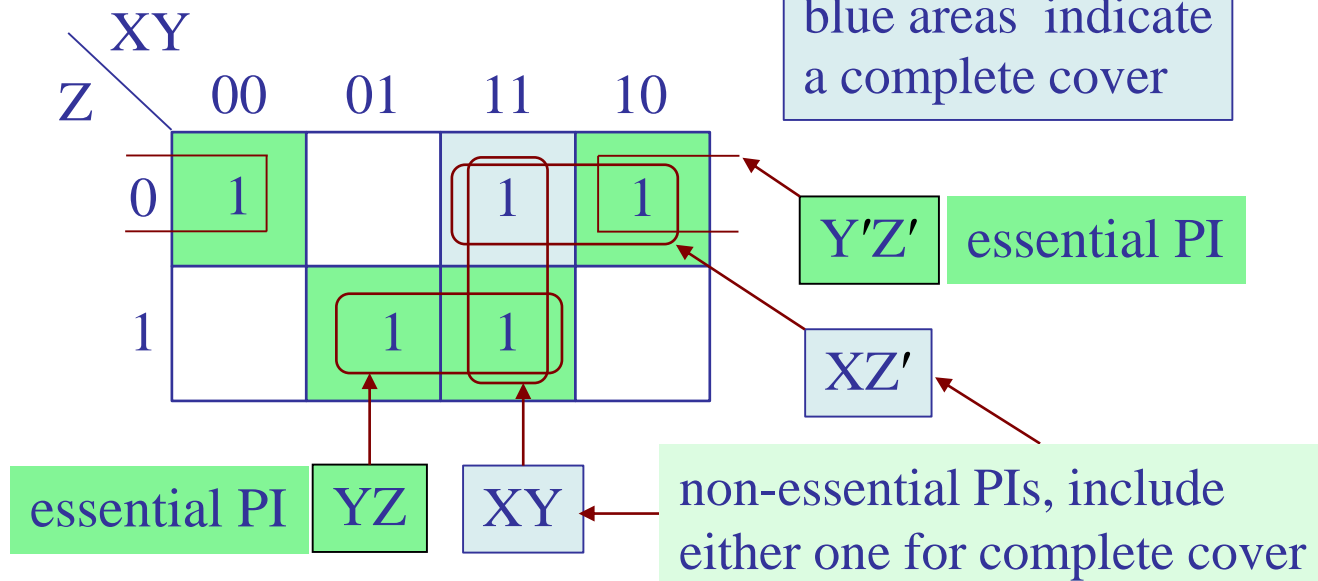 blue areas indicate
a complete cover
XY
Z
00 01 11 10
0 1 1 1
1 1 1
Y'Z' essential PI
XZ'
essential PI YZ XY
non-essential PIs, include
either one for complete cover